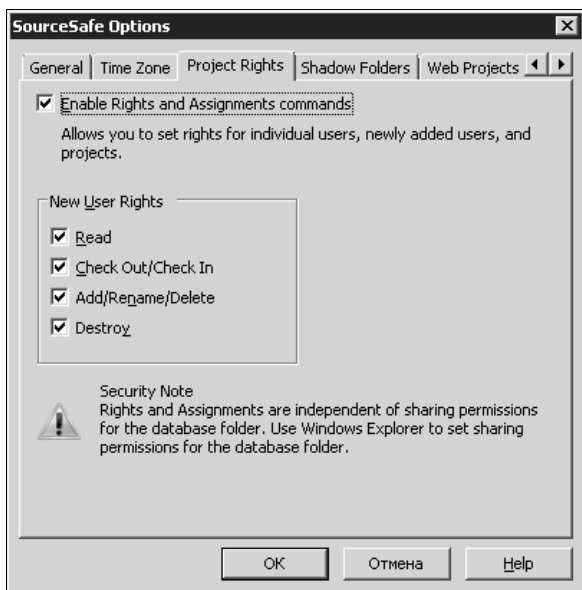 SourceSafe Options
General
Time Zone
Project Rights
Shadow Folders
Web Projects
Enable Rights and Assignments commands
Allows you to set rights for individual users, newly added users, and
projects.
New User Rights
Read
Check Out/Check In
Add/Rename/Delete
Destroy
Security Note
Rights and Assignments are independent of sharing permissions
for the database folder. Use Windows Explorer to set sharing
permissions for the database folder.
OK
Отмена
Help